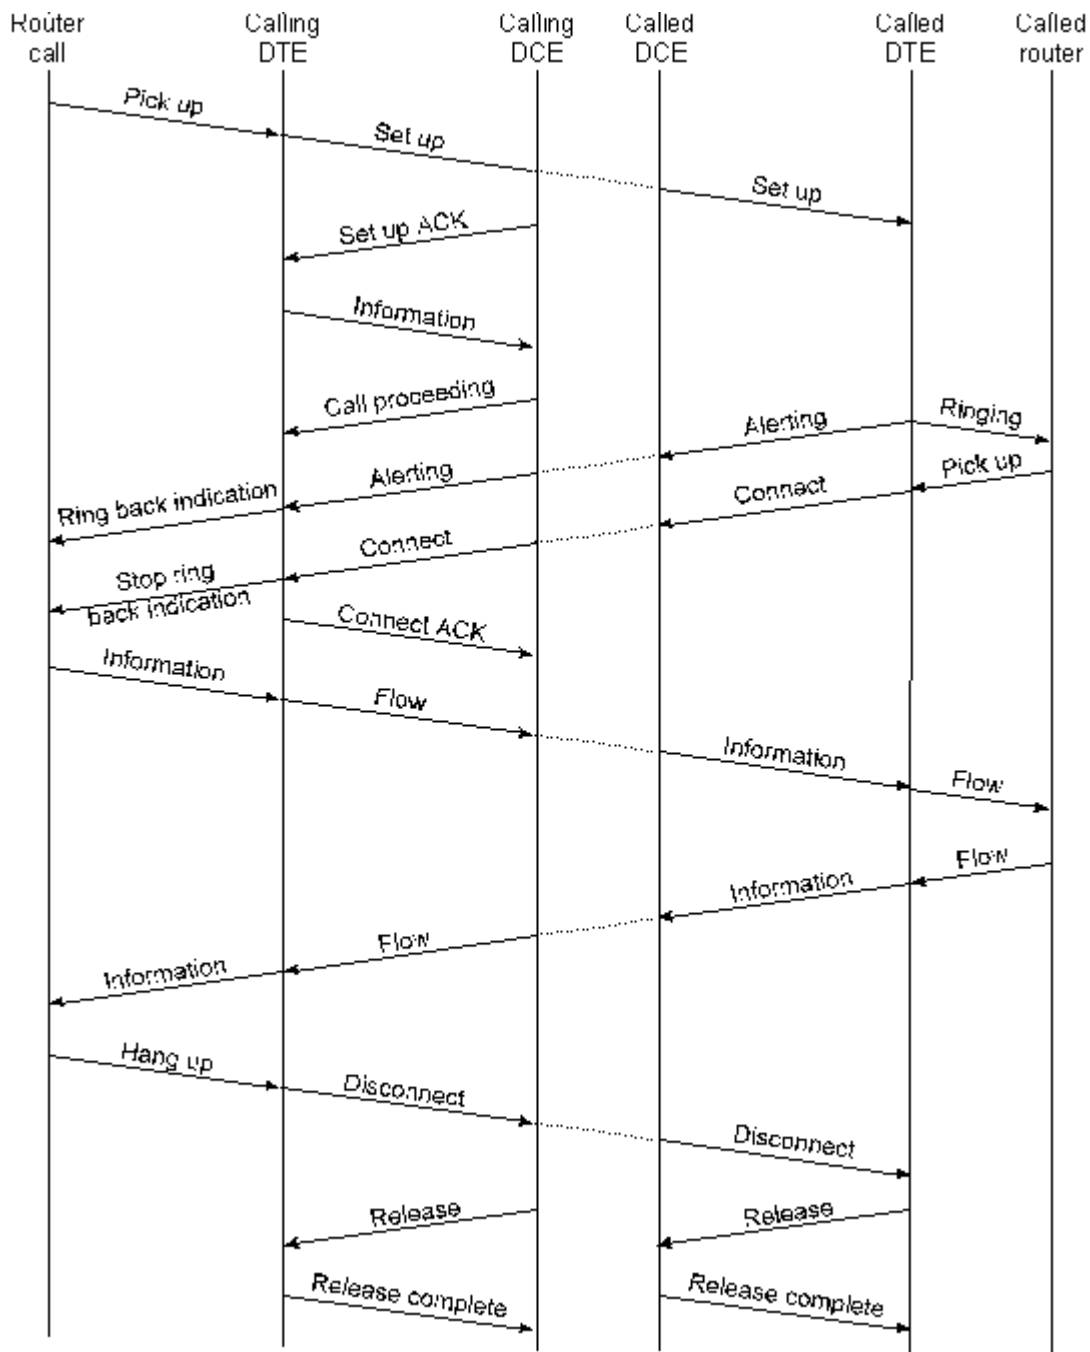 Router call
Calling DTE
Calling DCE
Called DCE
Called DTE
Called router
Pick up
Set up
Set up
Set up ACK
Information
Call proceeding
Alerting
Ringing
Alerting
Pick up
Ring back indication
Connect
Connect
Stop ring
back indication
Connect ACK
Information
Flow
Information
Flow
Flow
Information
Flow
Information
Hang up
Disconnect
Disconnect
Release
Release
Release complete
Release complete